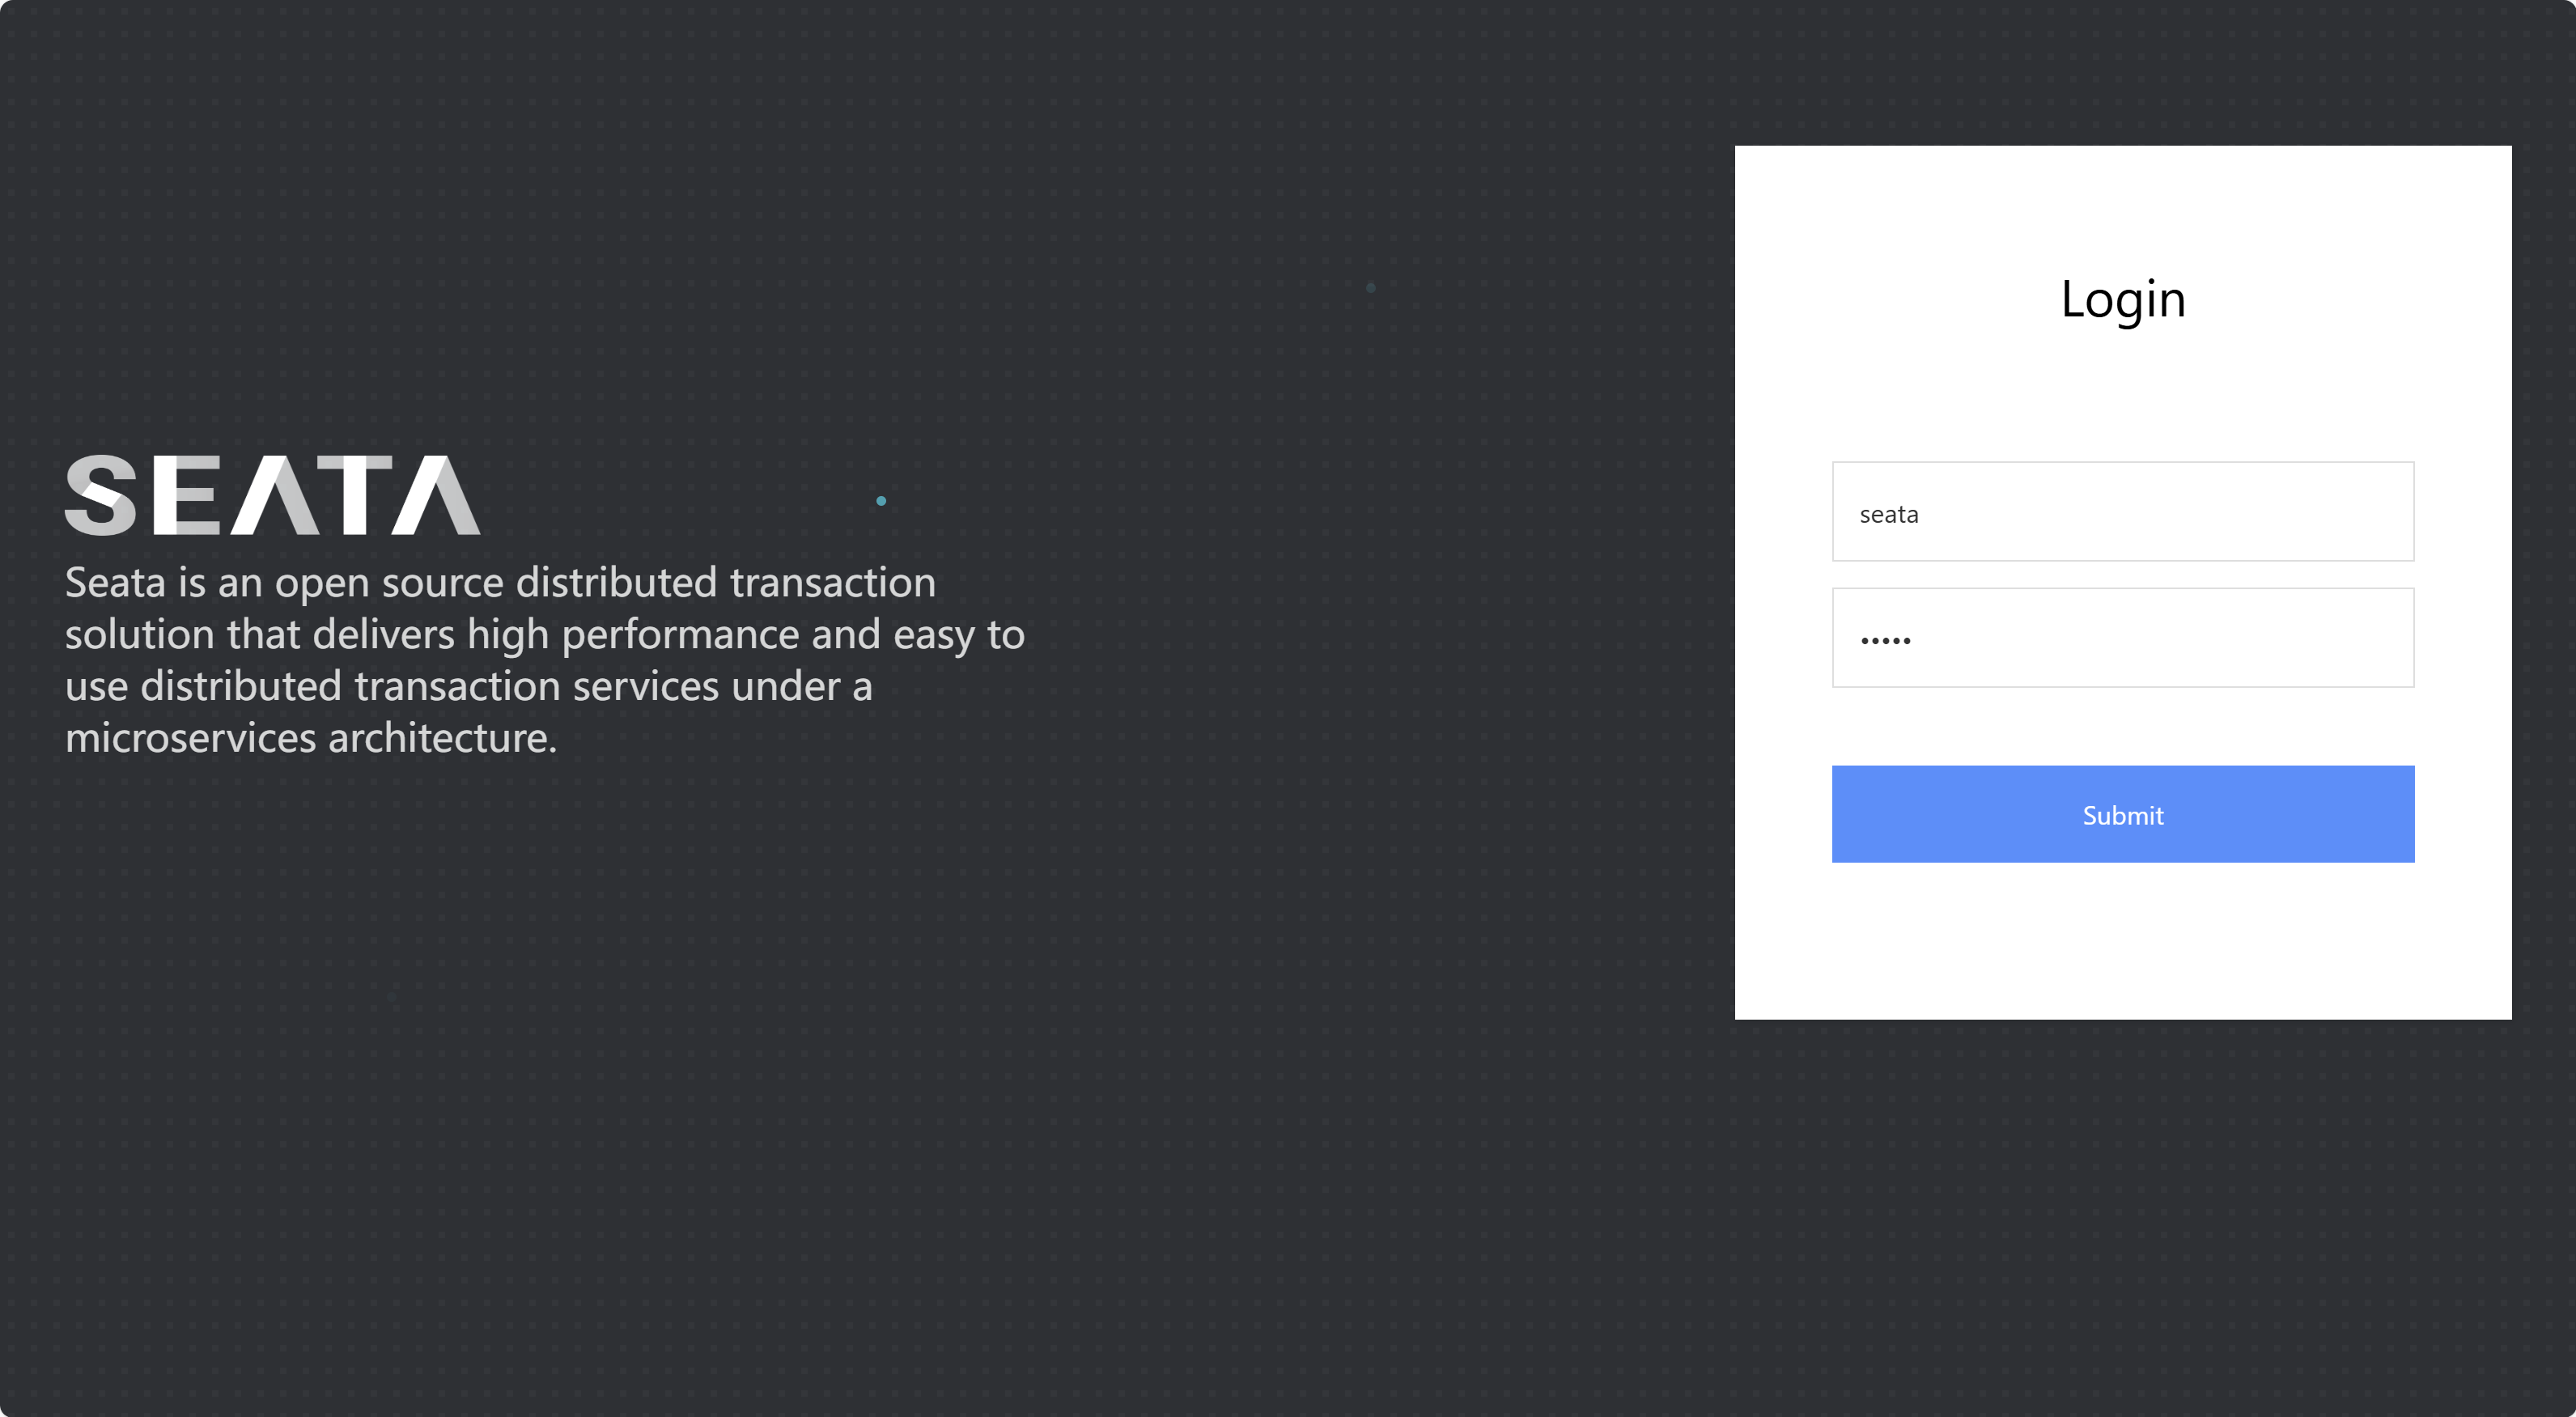 SEATA
Seata is an open source distributed transaction
solution that delivers high performance and easy to
use distributed transaction services under a
microservices architecture.
Login
seata
•••••
Submit